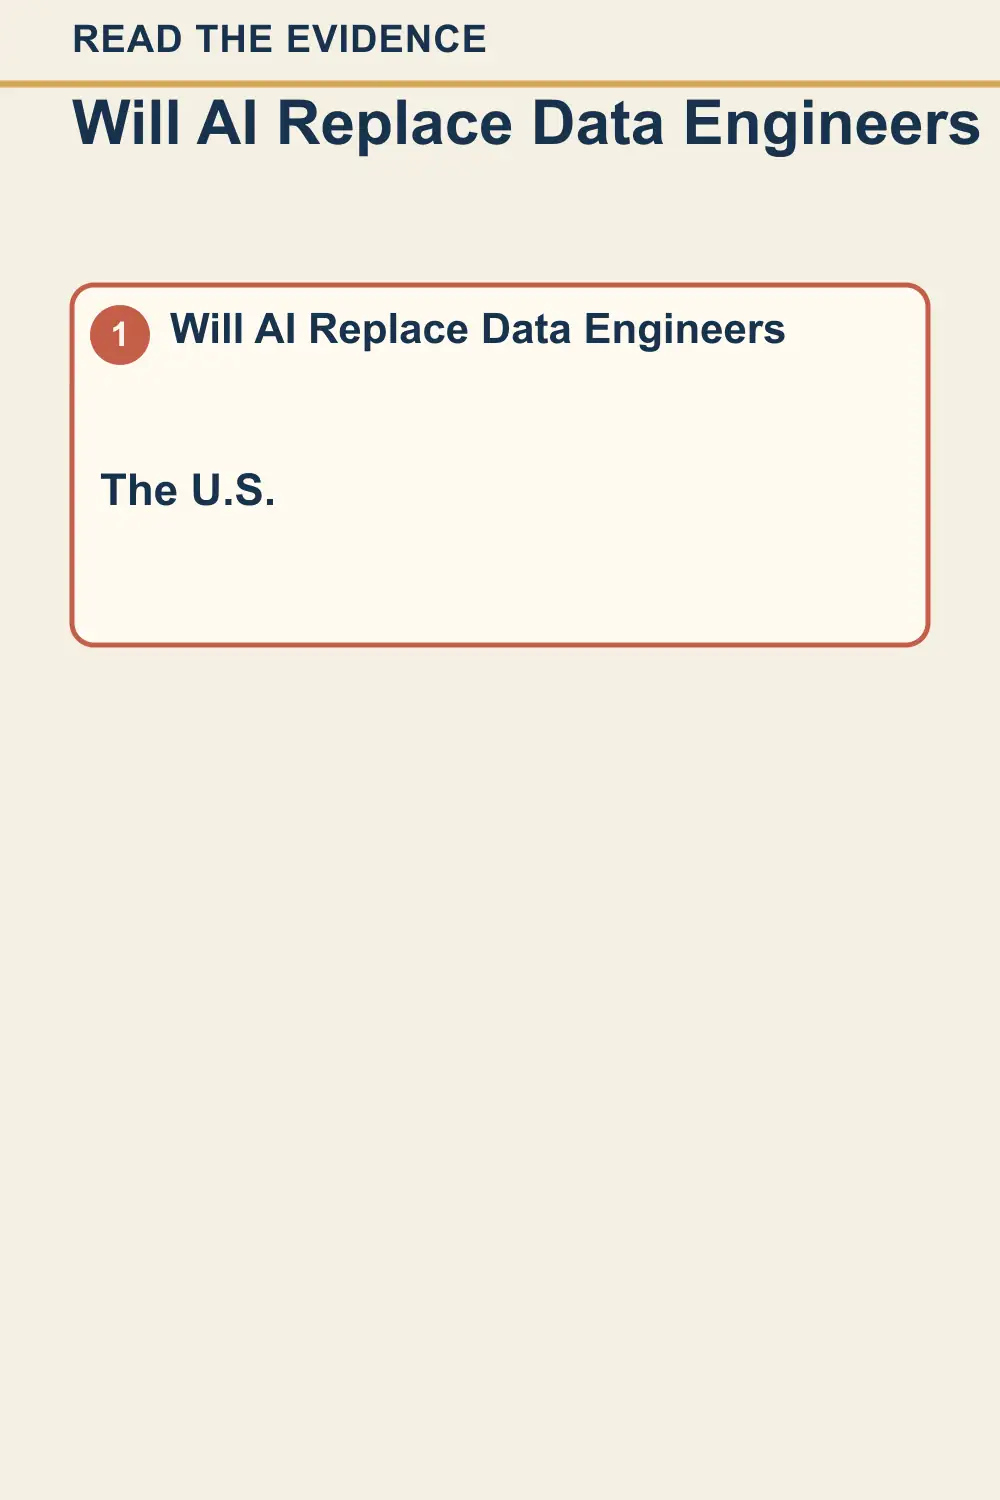 READ THE EVIDENCE
Will AI Replace Data Engineers
1 Will AI Replace Data Engineers
The U.S.